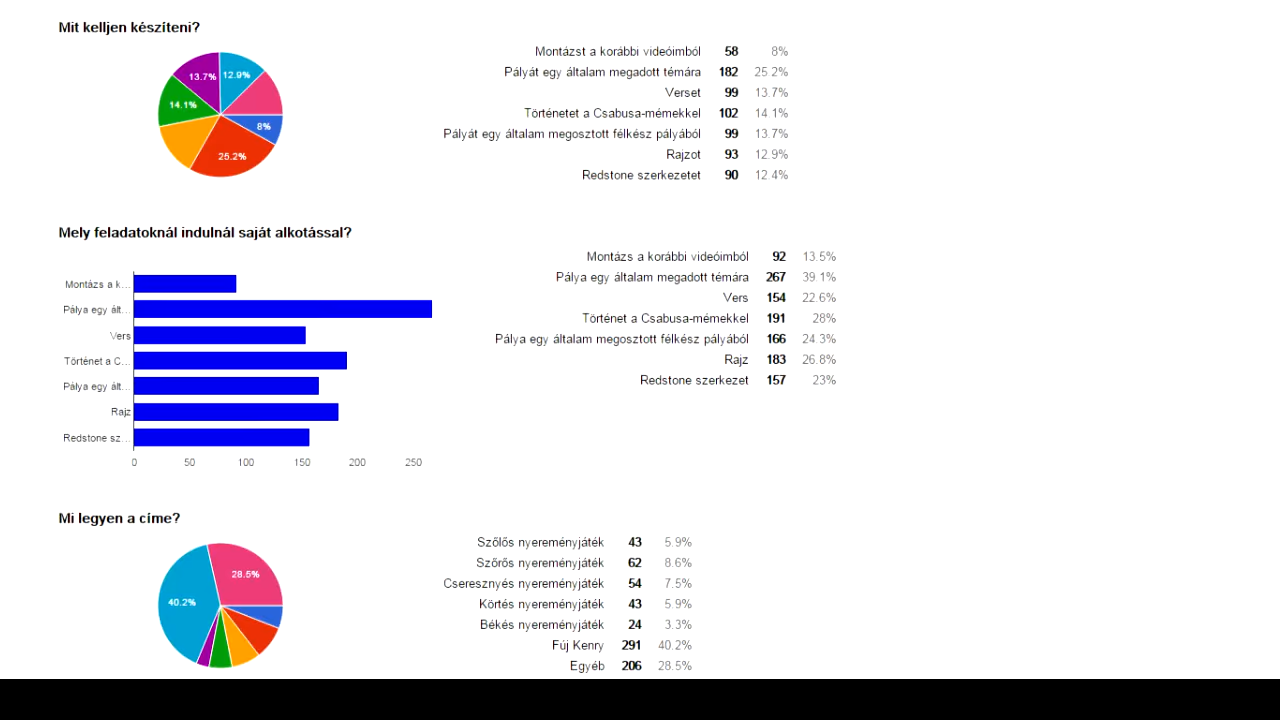 Mit kelljen készíteni?
13.7% 12.9%
14.1%
8%
25.2%
Montázst a korábbi videóimból 58 8%
Pályát egy általam megadott témára 182 25.2%
Verset 99 13.7%
Történetet a Csabusa-mémekkel 102 14.1%
Pályát egy általam megosztott félkész pályából 99 13.7%
Rajzot 93 12.9%
Redstone szerkezetet 90 12.4%
Mely feladatoknál indulnál saját alkotással?
Montázs a k...
Pálya egy ált...
Vers
Történet a C...
Pálya egy ált...
Rajz
Redstone sz...
0 50 100 150 200 250
Montázs a korábbi videóimból 92 13.5%
Pálya egy általam megadott témára 267 39.1%
Vers 154 22.6%
Történet a Csabusa-mémekkel 191 28%
Pálya egy általam megosztott félkész pályából 166 24.3%
Rajz 183 26.8%
Redstone szerkezet 157 23%
Mi legyen a címe?
28.5%
40.2%
Szőlős nyereményjáték 43 5.9%
Szőrös nyereményjáték 62 8.6%
Cseresznyés nyereményjáték 54 7.5%
Körtés nyereményjáték 43 5.9%
Békés nyereményjáték 24 3.3%
Fúj Kenry 291 40.2%
Egyéb 206 28.5%